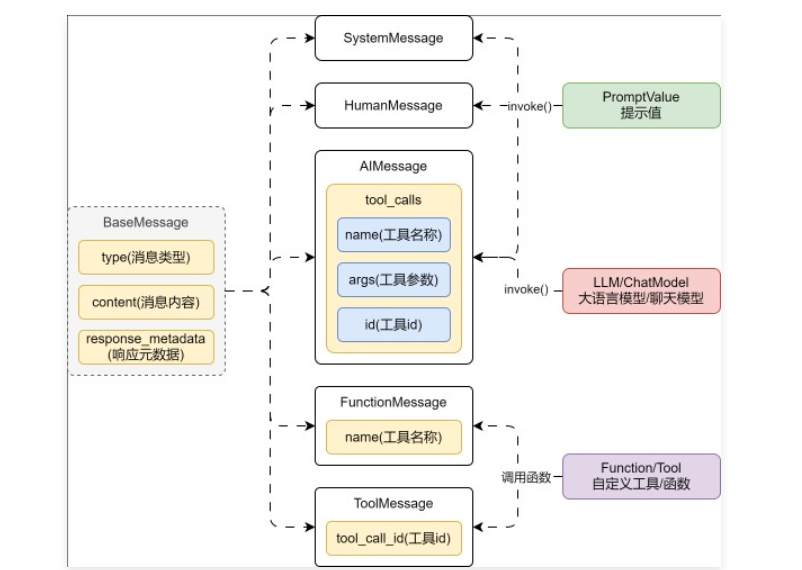 SystemMessage
HumanMessage
invoke()
PromptValue
提示值
AIMessage
tool_calls
name(工具名称)
args(工具参数)
id(工具id)
BaseMessage
type(消息类型)
content(消息内容)
response_metadata
(响应元数据)
invoke()
LLM/ChatModel
大语言模型/聊天模型
FunctionMessage
name(工具名称)
调用函数
Function/Tool
自定义工具/函数
ToolMessage
tool_call_id(工具id)